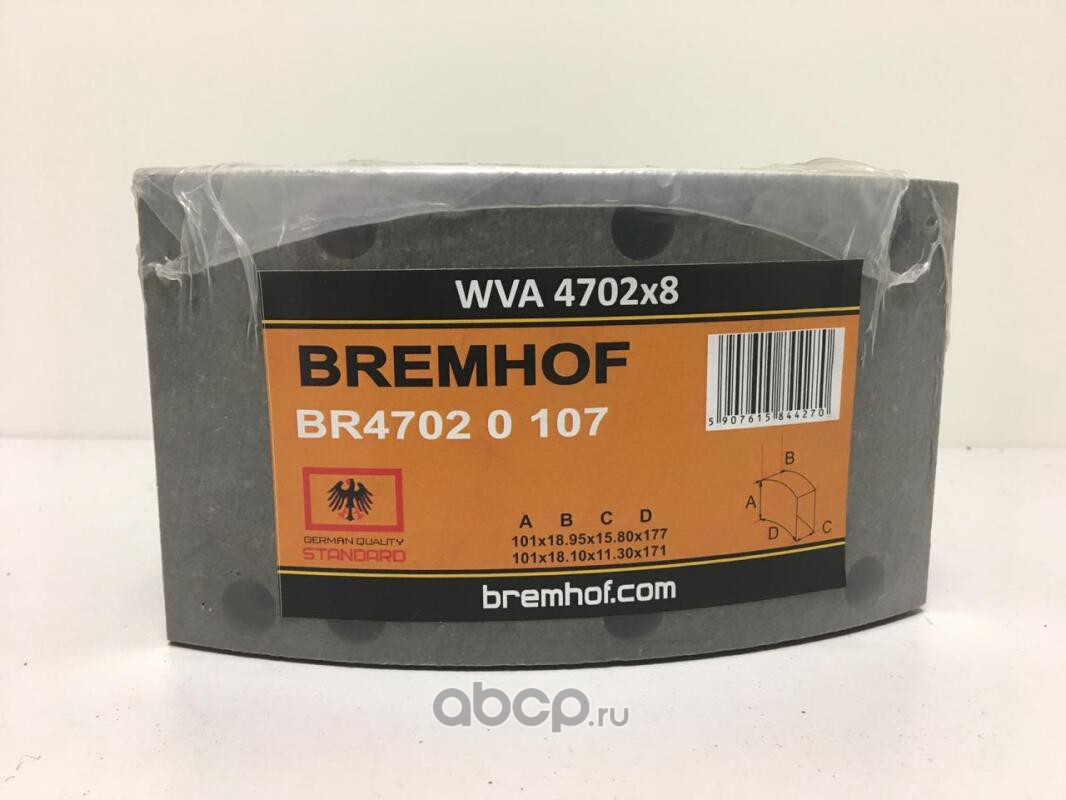 WVA 4702x8
BREMHOF
BR4702 0 107
5 907615 844270
GERMAN QUALITY
STANDARD
A B C D
101x18.95x15.80x177
101x18.10x11.30x171
B
A
C
D
bremhof.com
abcp.ru